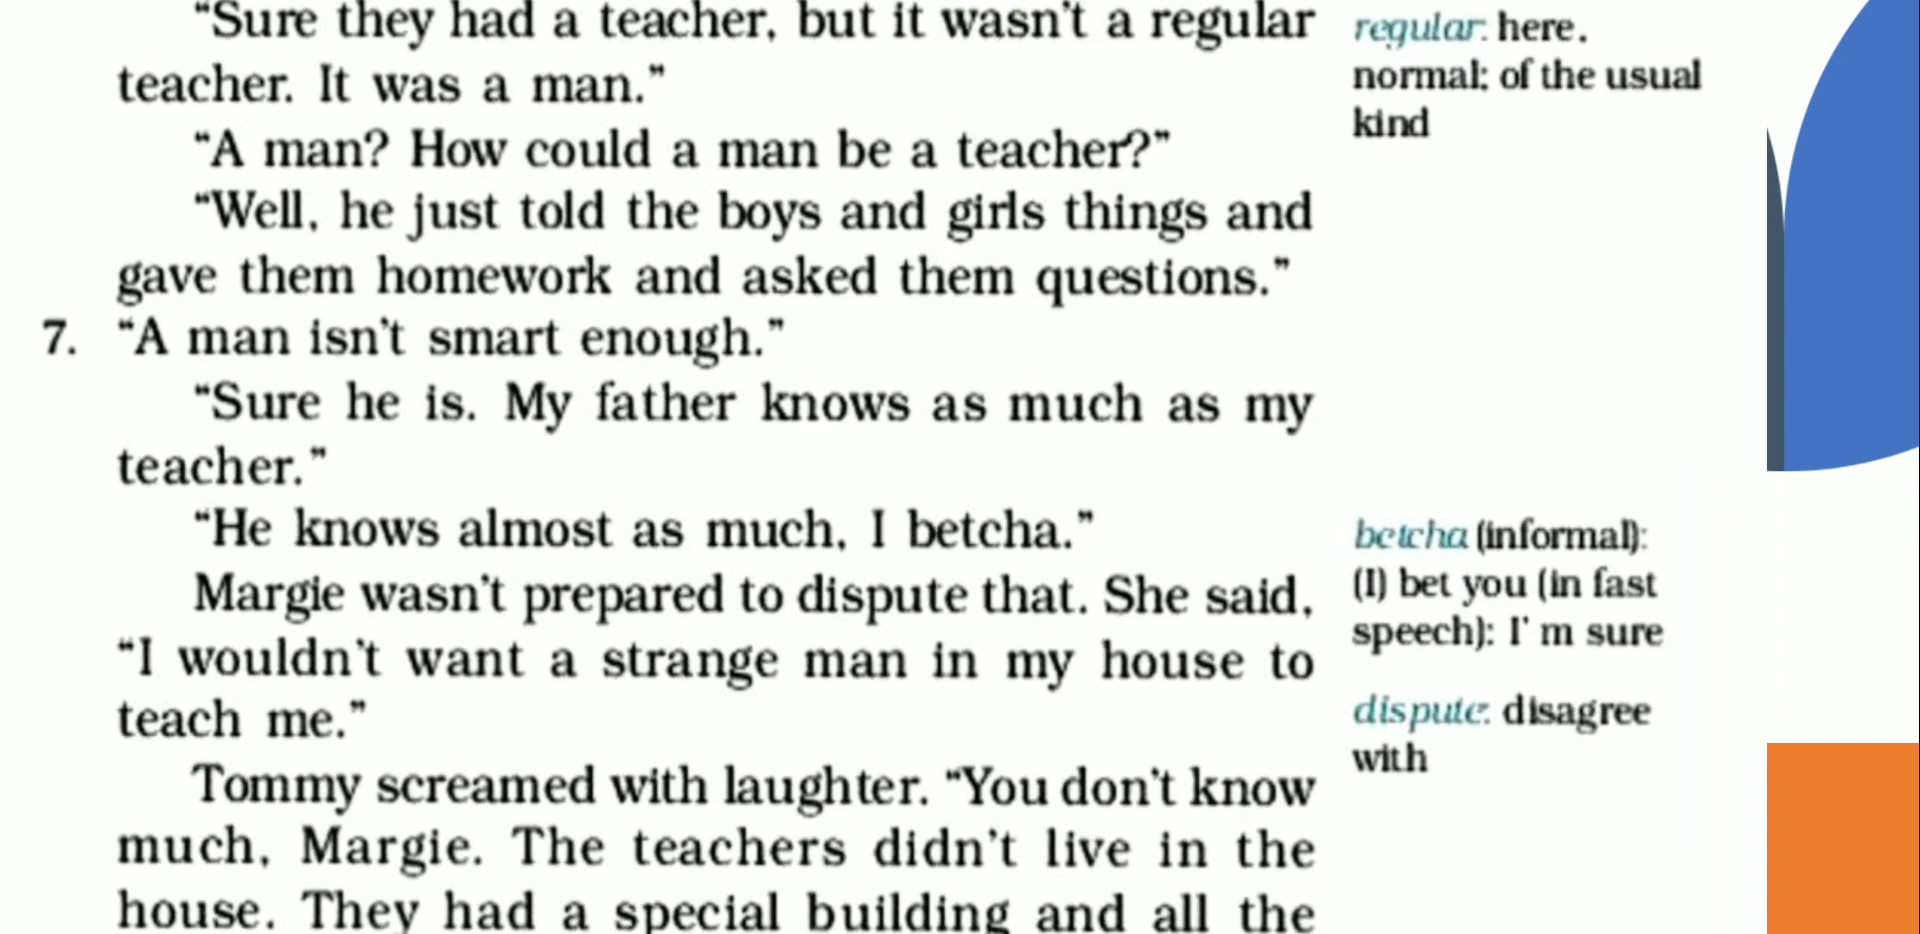 “Sure they had a teacher, but it wasn’t a regular
teacher. It was a man.”
“A man? How could a man be a teacher?”
“Well, he just told the boys and girls things and
gave them homework and asked them questions.”
7. “A man isn’t smart enough.”
“Sure he is. My father knows as much as my
teacher.”
“He knows almost as much, I betcha.”
Margie wasn’t prepared to dispute that. She said,
“I wouldn’t want a strange man in my house to
teach me.”
Tommy screamed with laughter. “You don’t know
much, Margie. The teachers didn’t live in the
house. They had a special building and all the
regular: here,
normal; of the usual
kind
betcha (informal):
(I) bet you (in fast
speech): I’ m sure
dispute: disagree
with